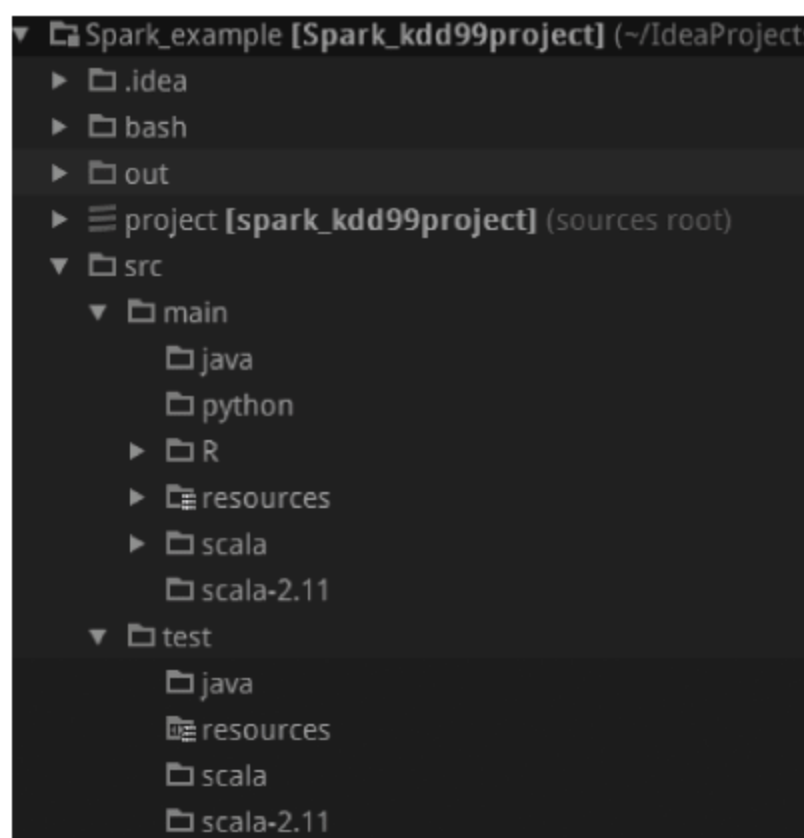 Spark_example [Spark_kdd99project] (~/IdeaProject
.idea
bash
out
project [spark_kdd99project] (sources root)
src
main
java
python
R
resources
scala
scala-2.11
test
java
resources
scala
scala-2.11